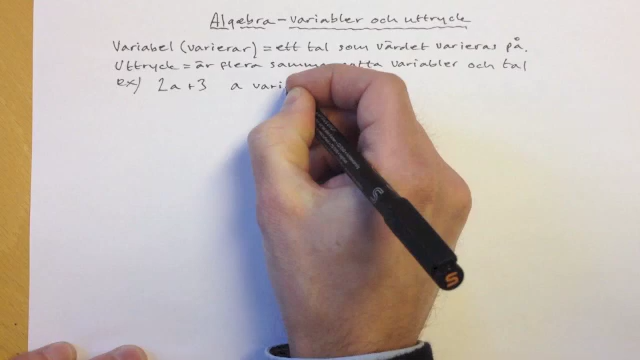 Algebra - variabler och uttryck
Variabel (varierar) = ett tal som värdet varieras på.
Uttryck = är flera sammansatta variabler och tal
ex) 2a + 3 a vari
S